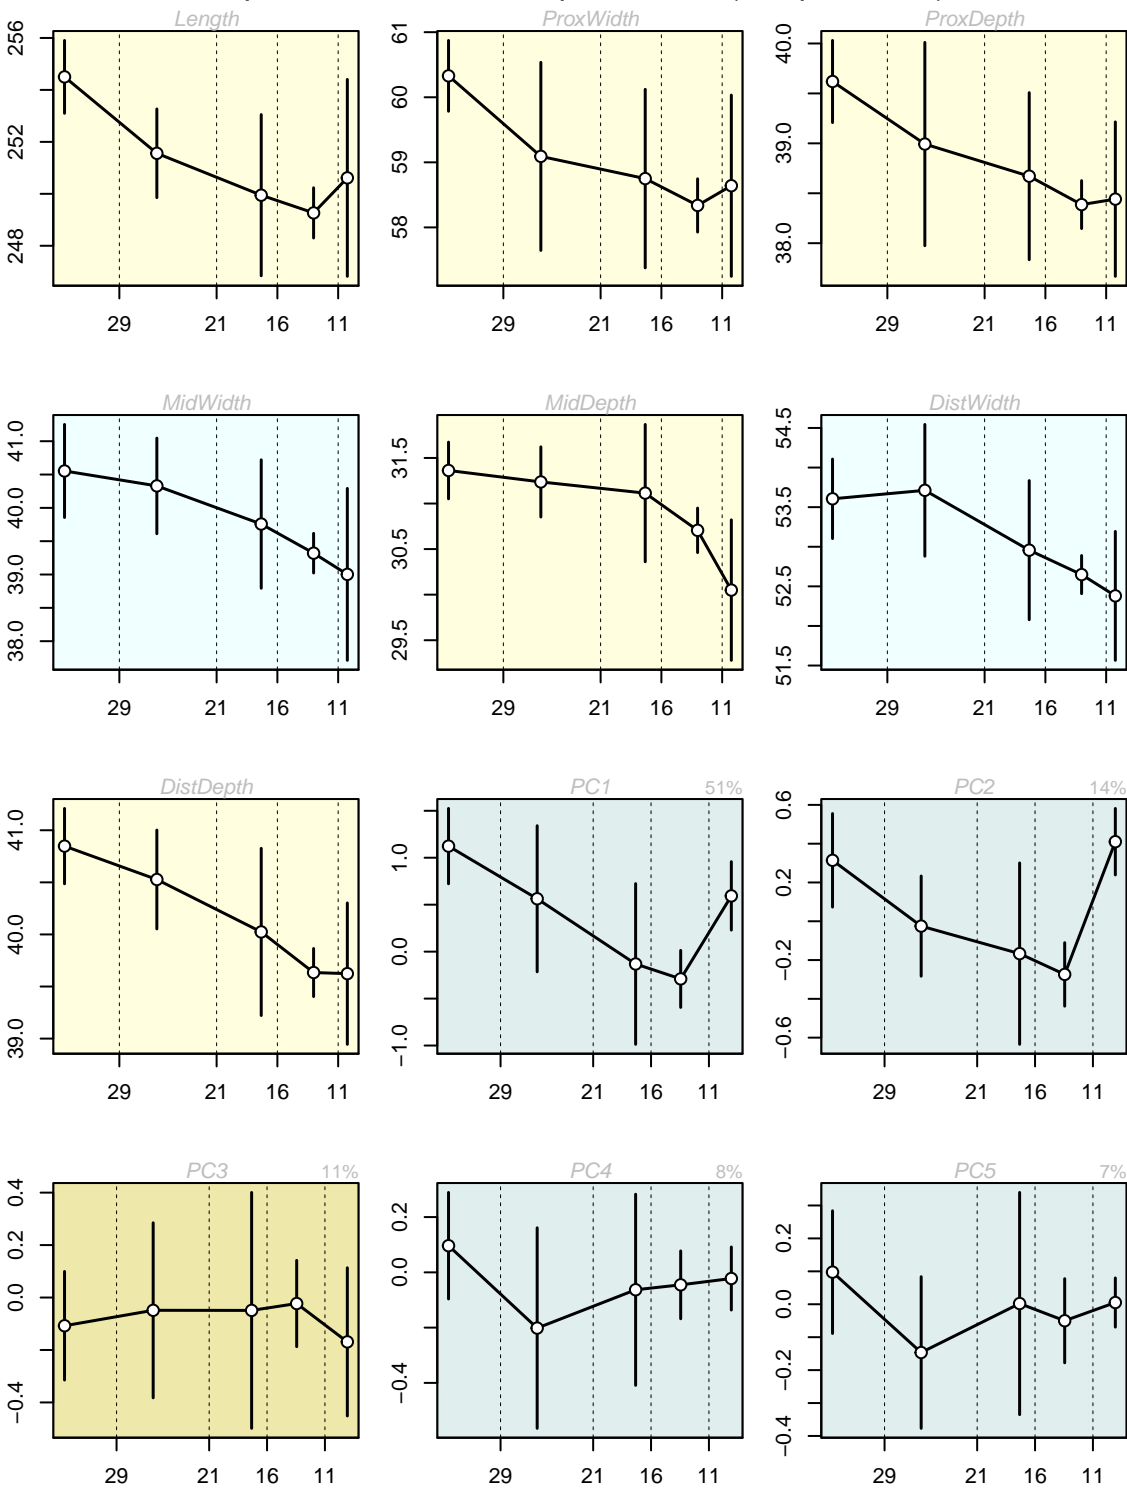 Length ProxWidth ProxDepth
256 61 40.0
252 60 39.0
248 59 38.0
58
29 21 16 11 29 21 16 11 29 21 16 11
MidWidth MidDepth DistWidth
41.0 31.5 54.5
40.0 30.5 53.5
39.0 29.5 52.5
38.0 51.5
29 21 16 11 29 21 16 11 29 21 16 11
DistDepth PC1 51% PC2 14%
41.0 1.0 0.6
40.0 0.0 0.2
39.0 −1.0 −0.2
−0.6
29 21 16 11 29 21 16 11 29 21 16 11
PC3 11% PC4 8% PC5 7%
0.4 0.2 0.2
0.2 0.0 0.0
0.0 −0.4 −0.2
−0.4 −0.4
29 21 16 11 29 21 16 11 29 21 16 11